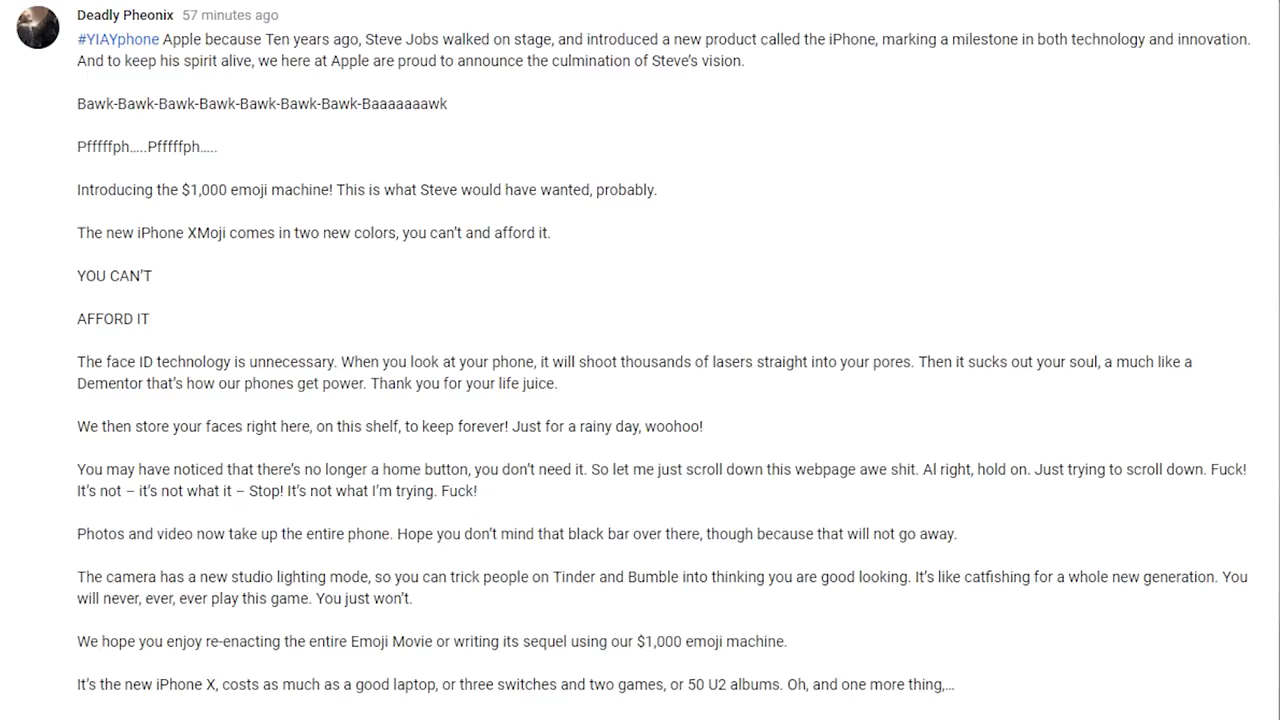 Deadly Pheonix 57 minutes ago
#YIAYphone Apple because Ten years ago, Steve Jobs walked on stage, and introduced a new product called the iPhone, marking a milestone in both technology and innovation.
And to keep his spirit alive, we here at Apple are proud to announce the culmination of Steve's vision.
Bawk-Bawk-Bawk-Bawk-Bawk-Bawk-Bawk-Baaaaaaawk
Pfffffph.....Pfffffph.....
Introducing the $1,000 emoji machine! This is what Steve would have wanted, probably.
The new iPhone XMoji comes in two new colors, you can't and afford it.
YOU CAN'T
AFFORD IT
The face ID technology is unnecessary. When you look at your phone, it will shoot thousands of lasers straight into your pores. Then it sucks out your soul, a much like a
Dementor that's how our phones get power. Thank you for your life juice.
We then store your faces right here, on this shelf, to keep forever! Just for a rainy day, woohoo!
You may have noticed that there's no longer a home button, you don't need it. So let me just scroll down this webpage awe shit. Al right, hold on. Just trying to scroll down. Fuck!
It's not – it's not what it – Stop! It's not what I'm trying. Fuck!
Photos and video now take up the entire phone. Hope you don't mind that black bar over there, though because that will not go away.
The camera has a new studio lighting mode, so you can trick people on Tinder and Bumble into thinking you are good looking. It's like catfishing for a whole new generation. You
will never, ever, ever play this game. You just won't.
We hope you enjoy re-enacting the entire Emoji Movie or writing its sequel using our $1,000 emoji machine.
It's the new iPhone X, costs as much as a good laptop, or three switches and two games, or 50 U2 albums. Oh, and one more thing,...